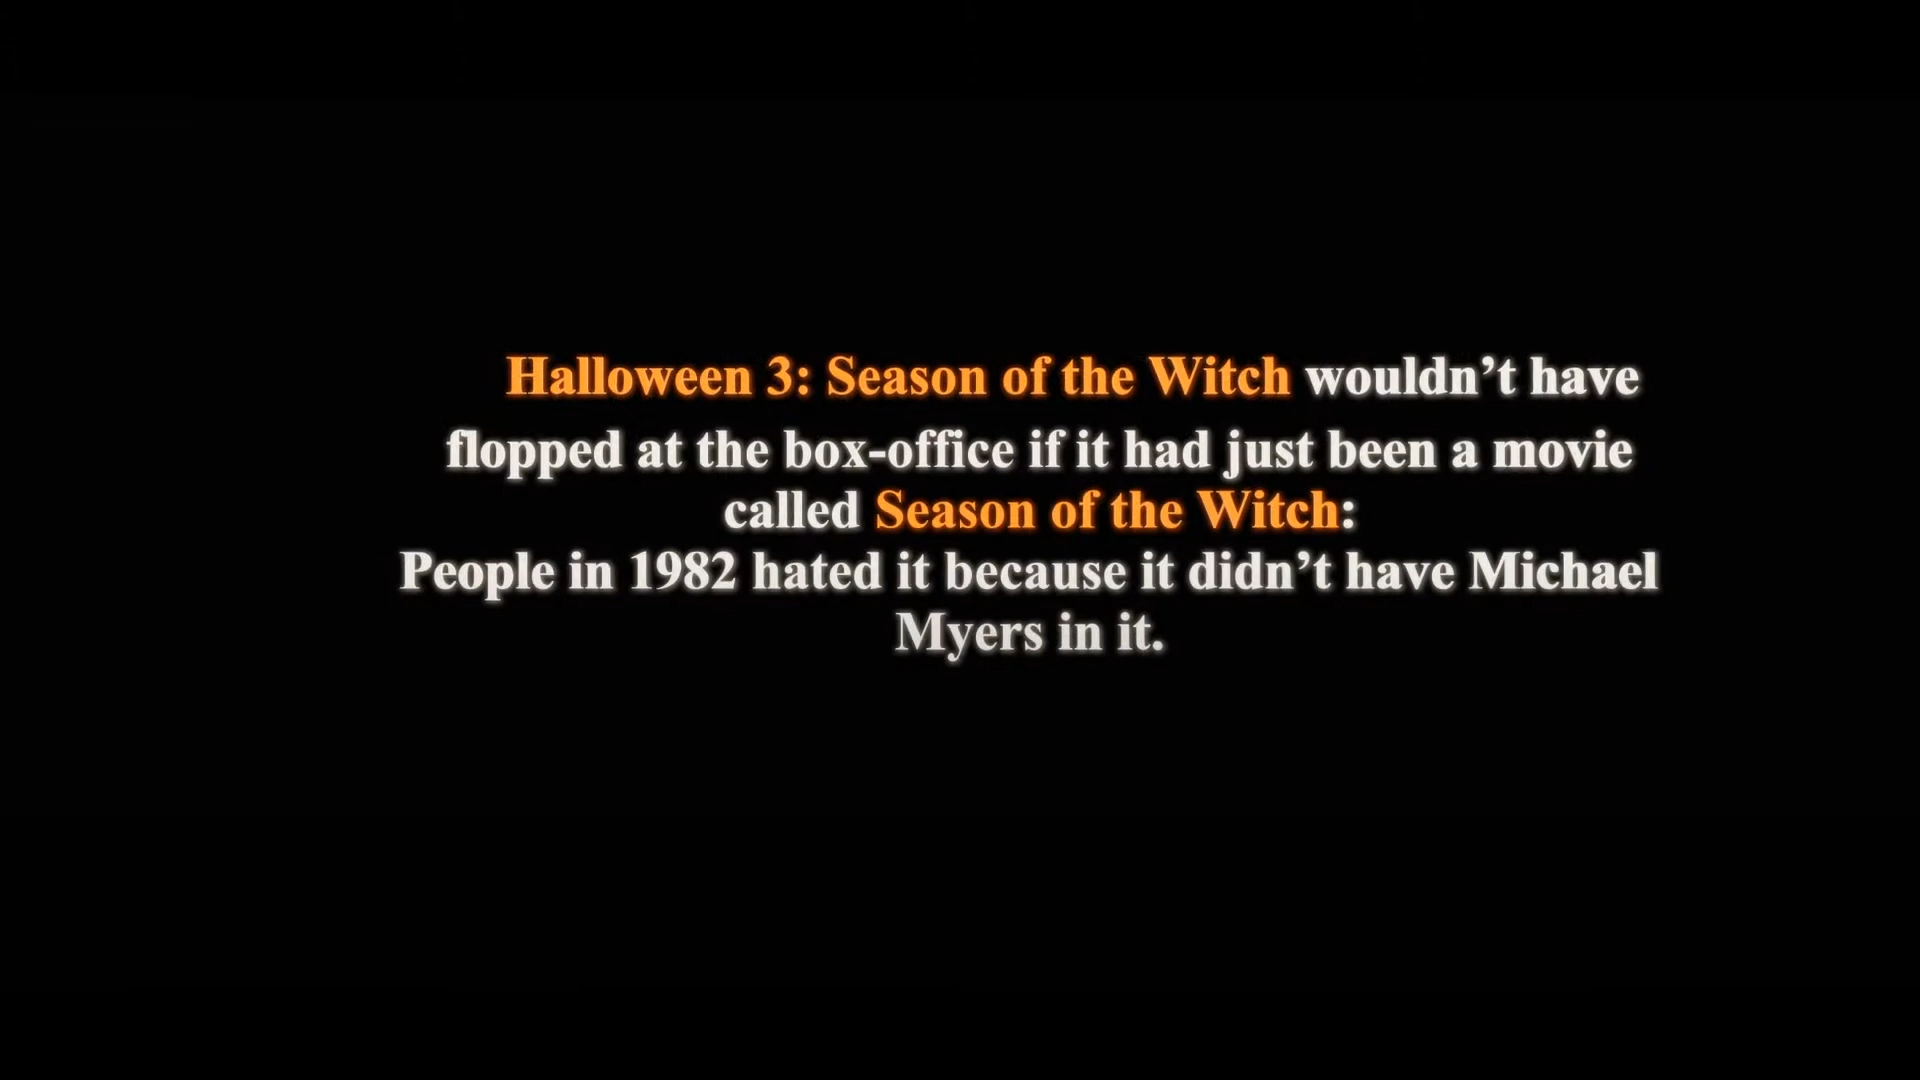 Halloween 3: Season of the Witch wouldn’t have
flopped at the box-office if it had just been a movie
called Season of the Witch:
People in 1982 hated it because it didn’t have Michael
Myers in it.